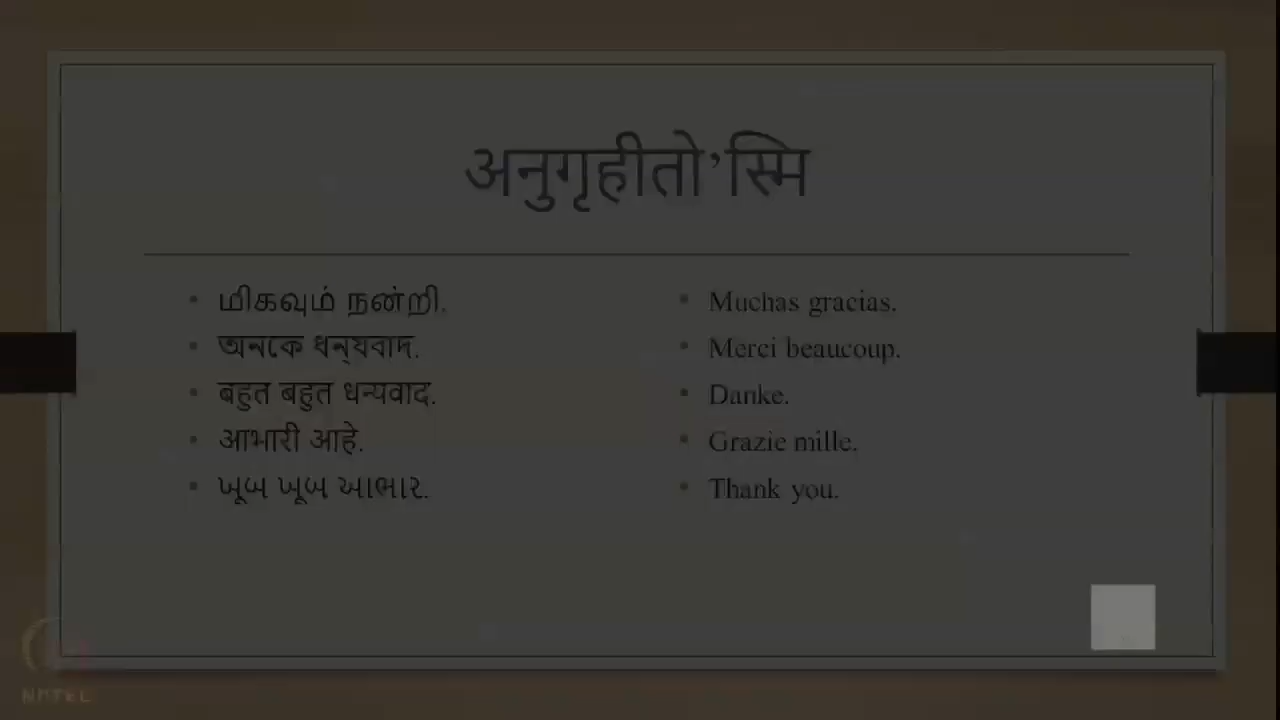 अनुगृहीतो’स्मि
மிகவும் நன்றி.
অনেক ধন্যবাদ.
बहुत बहुत धन्यवाद.
आभारी आहे.
ખૂબ ખૂબ આભાર.
Muchas gracias.
Merci beaucoup.
Danke.
Grazie mille.
Thank you.
NPTEL